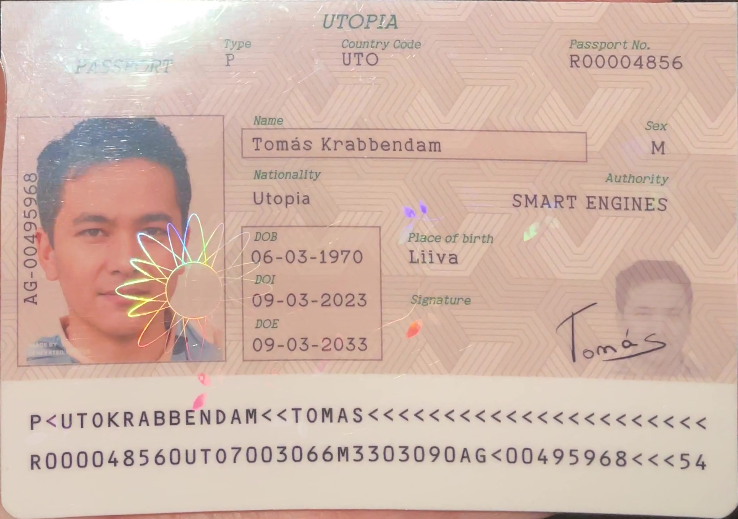 UTOPIA
PASSPORT
Type
P
Country Code
UTO
Passport No.
R00004856
Name
Tomás Krabbendam
Sex
M
Nationality
Utopia
Authority
SMART ENGINES
DOB
06-03-1970
Place of birth
Liiva
DOI
09-03-2023
Signature
DOE
09-03-2033
Tomás
AG-00495968
P<UTOKRABBENDAM<<TOMAS<<<<<<<<<<<<<<<<<<<<<<
R000048560UTO7003066M3303090AG<00495968<<<54